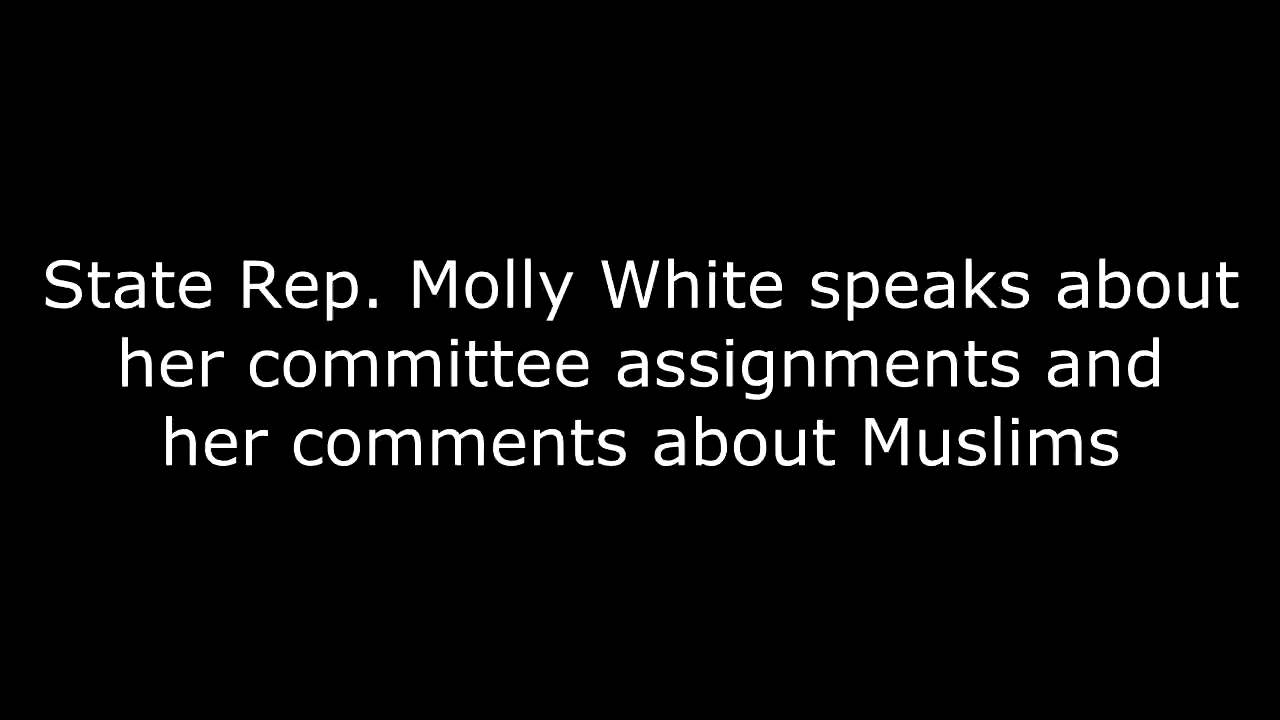 State Rep. Molly White speaks about
her committee assignments and
her comments about Muslims